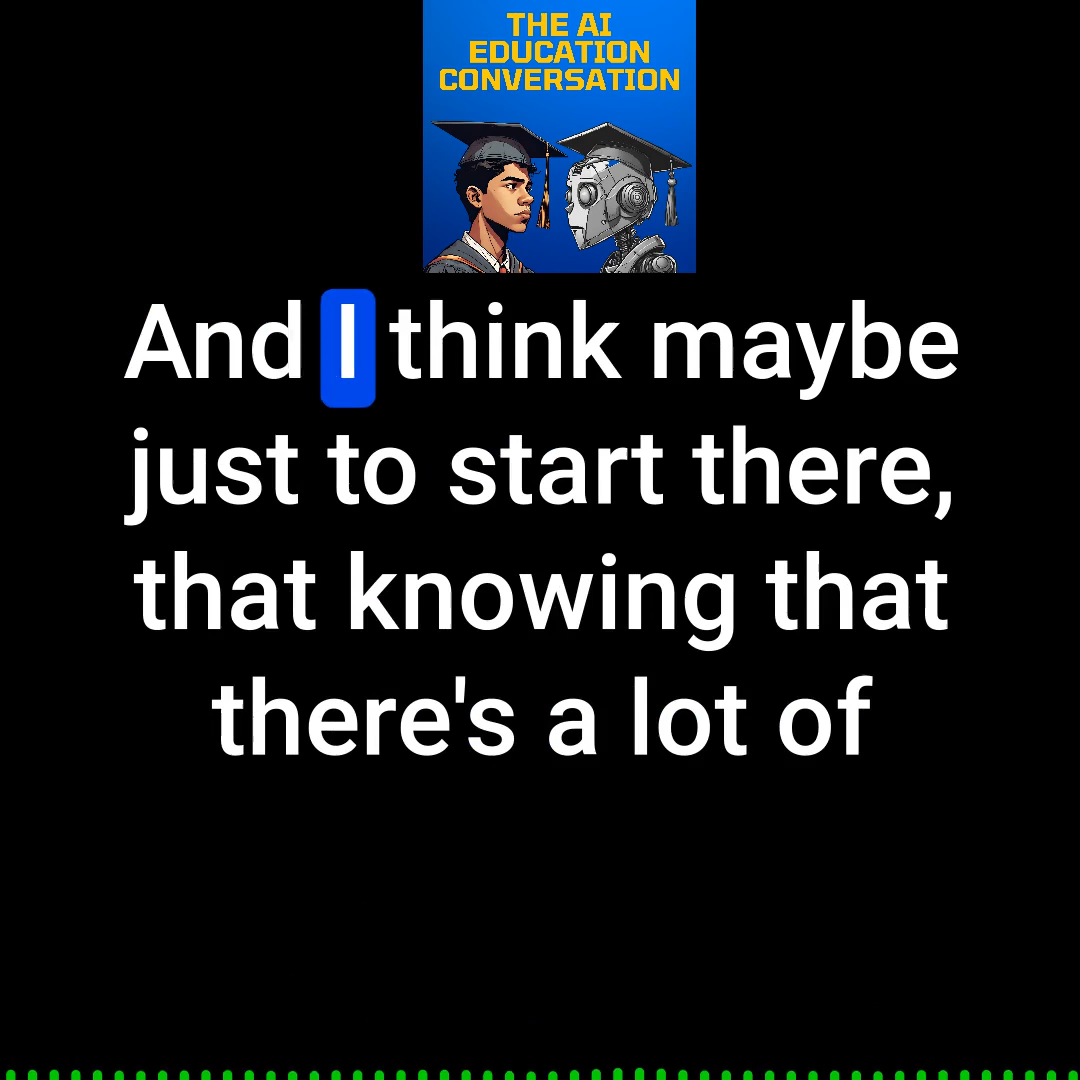 THE AI
EDUCATION
CONVERSATION
And I think maybe
just to start there,
that knowing that
there's a lot of